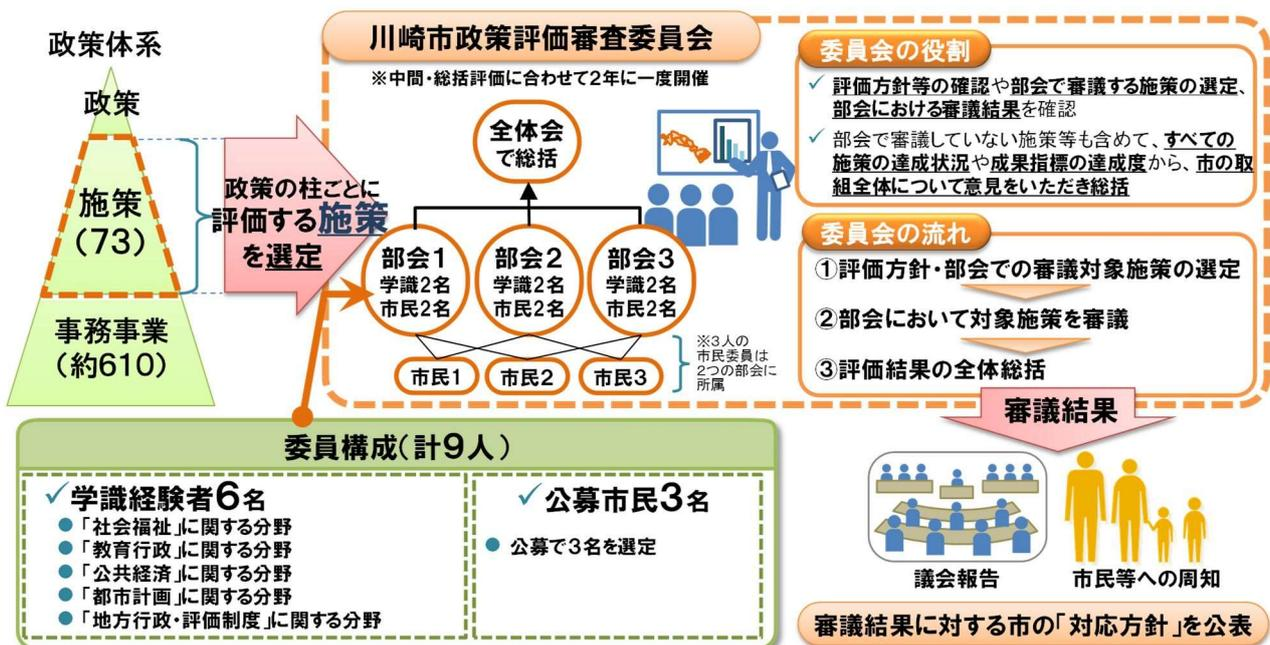 政策体系
政策
施策
(73)
事務事業
(約610)
政策の柱ごとに
評価する施策
を選定
川崎市政策評価審査委員会
※中間・総括評価に合わせて2年に一度開催
全体会
で総括
部会1
学識2名
市民2名
部会2
学識2名
市民2名
部会3
学識2名
市民2名
市民1
市民2
市民3
※3人の
市民委員は
2つの部会に
所属
委員会の役割
✓ 評価方針等の確認や部会で審議する施策の選定、
部会における審議結果を確認
✓ 部会で審議していない施策等も含めて、すべての
施策の達成状況や成果指標の達成度から、市の取
組全体について意見をいただき総括
委員会の流れ
①評価方針・部会での審議対象施策の選定
②部会において対象施策を審議
③評価結果の全体総括
審議結果
議会報告
市民等への周知
審議結果に対する市の「対応方針」を公表
委員構成(計9人)
✓学識経験者6名
●「社会福祉」に関する分野
●「教育行政」に関する分野
●「公共経済」に関する分野
●「都市計画」に関する分野
●「地方行政・評価制度」に関する分野
✓公募市民3名
● 公募で3名を選定